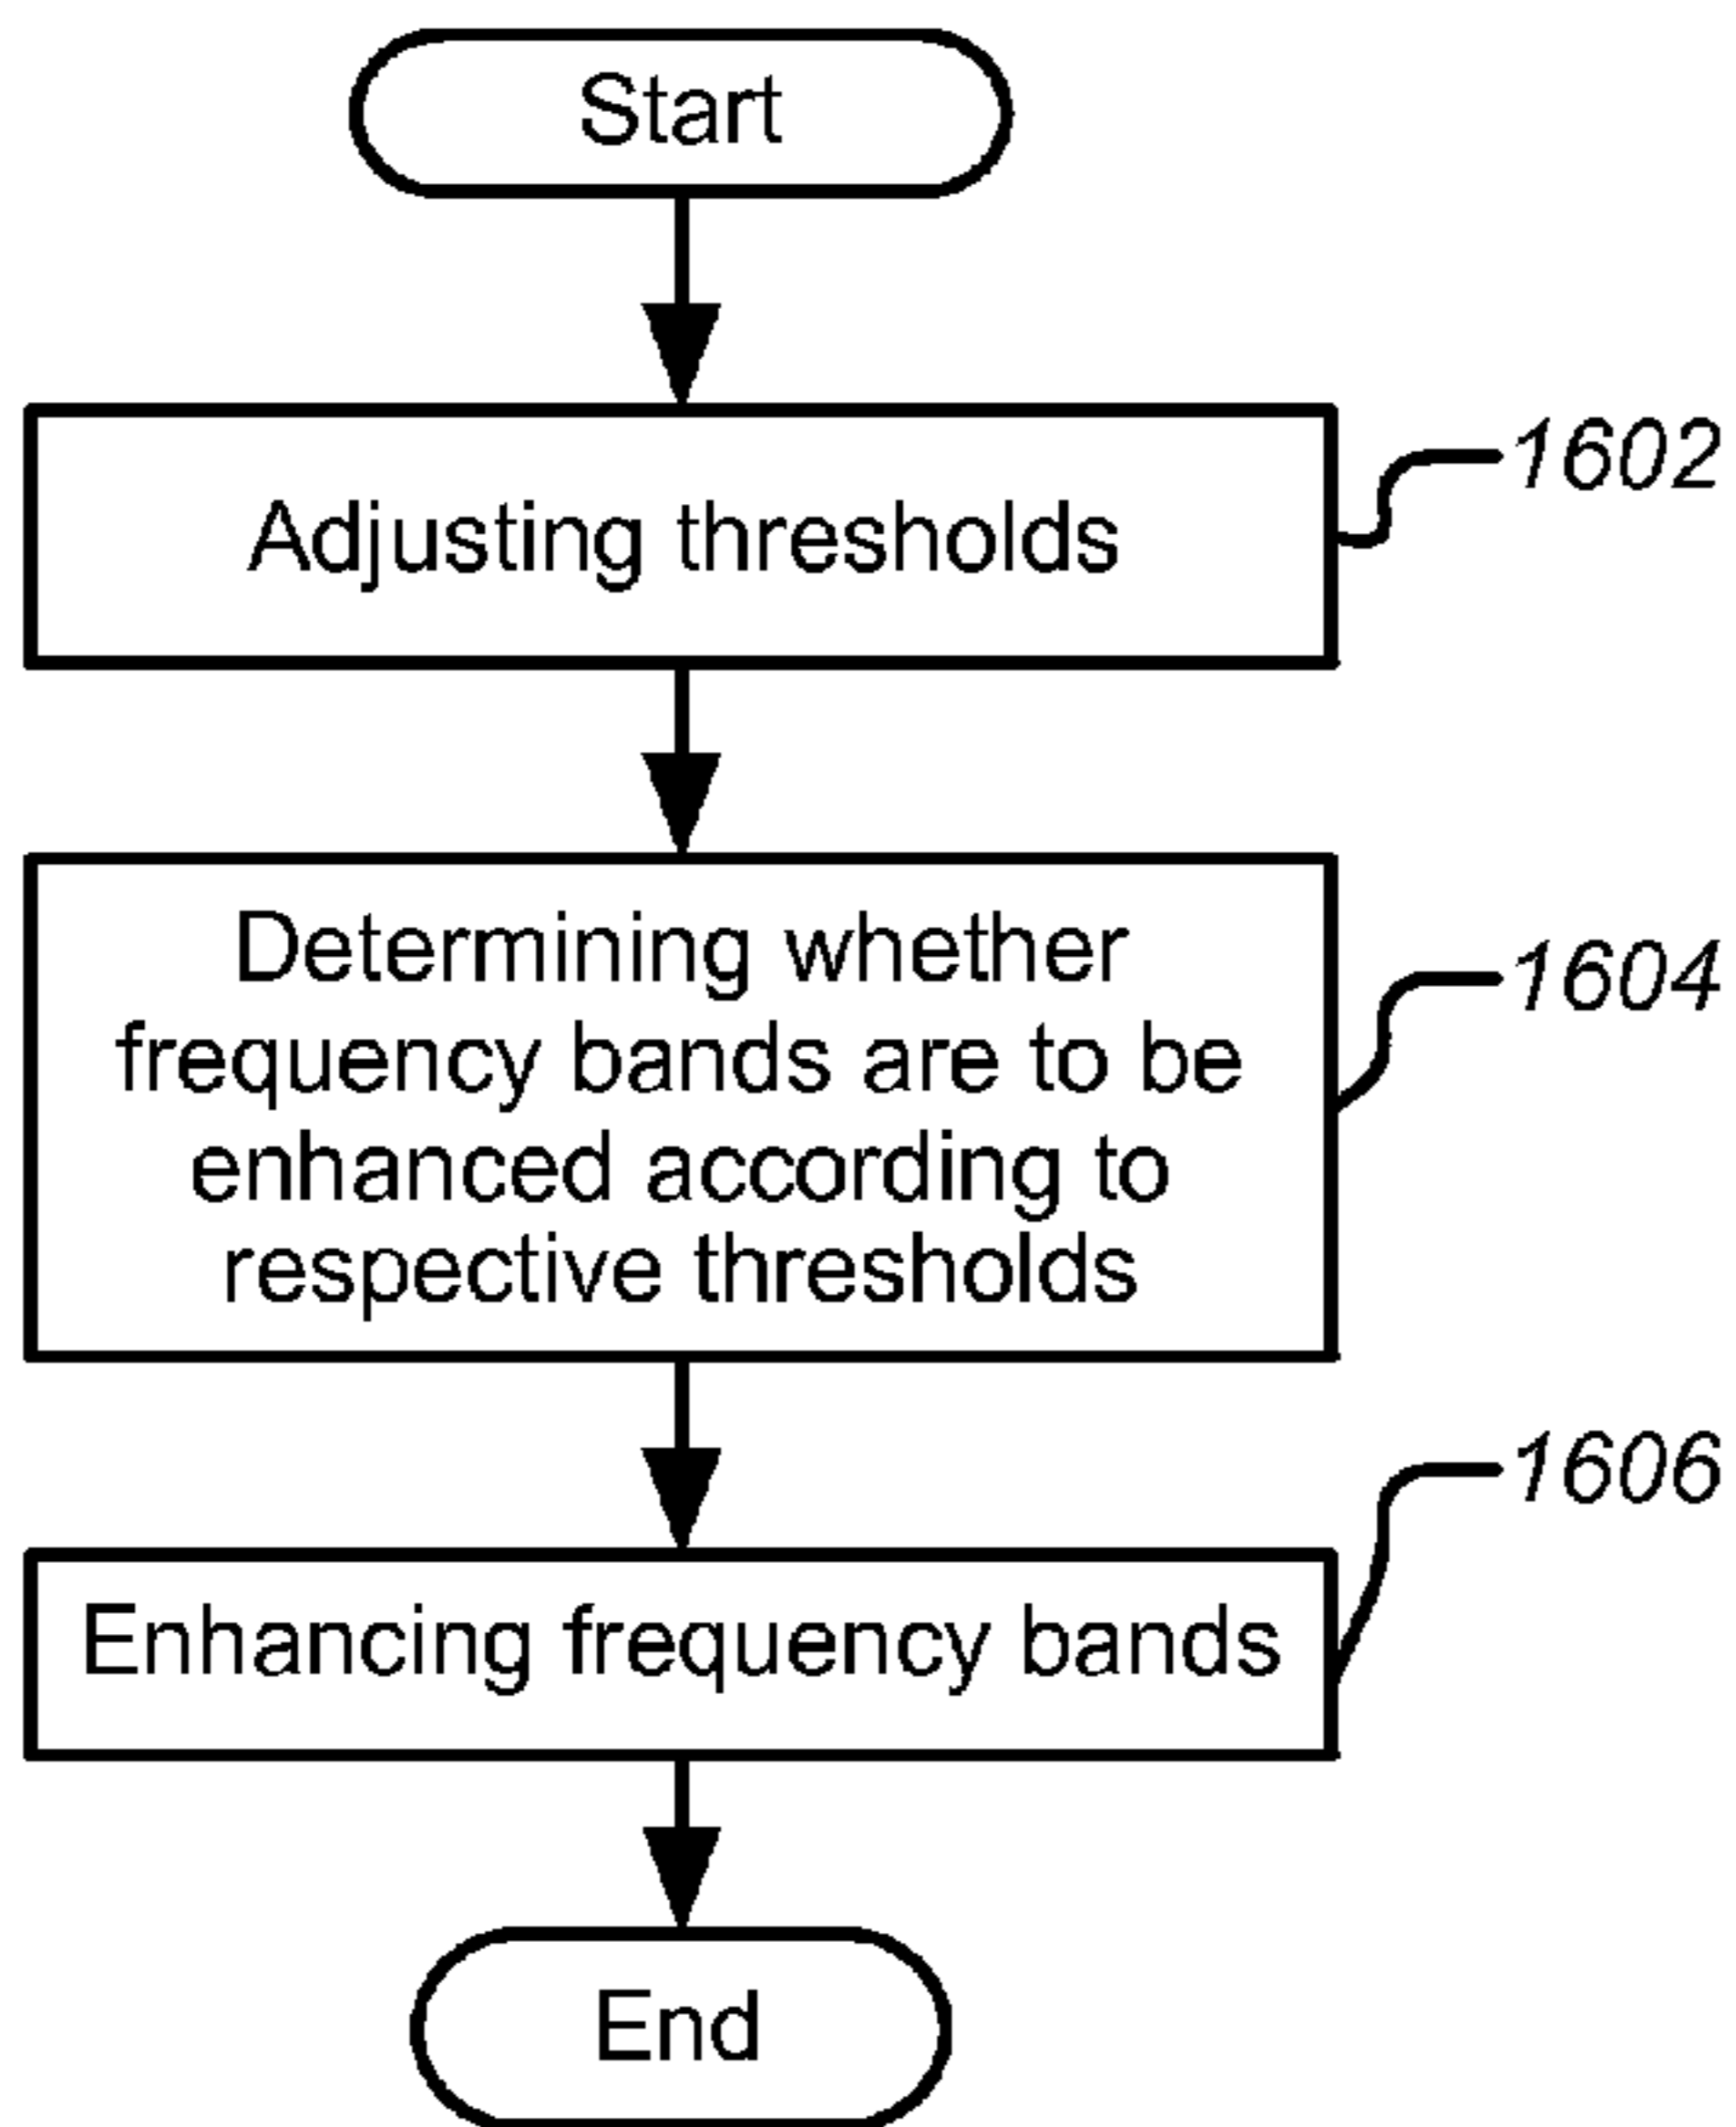 Start
Adjusting thresholds
1602
Determining whether
frequency bands are to be
enhanced according to
respective thresholds
1604
Enhancing frequency bands
1606
End